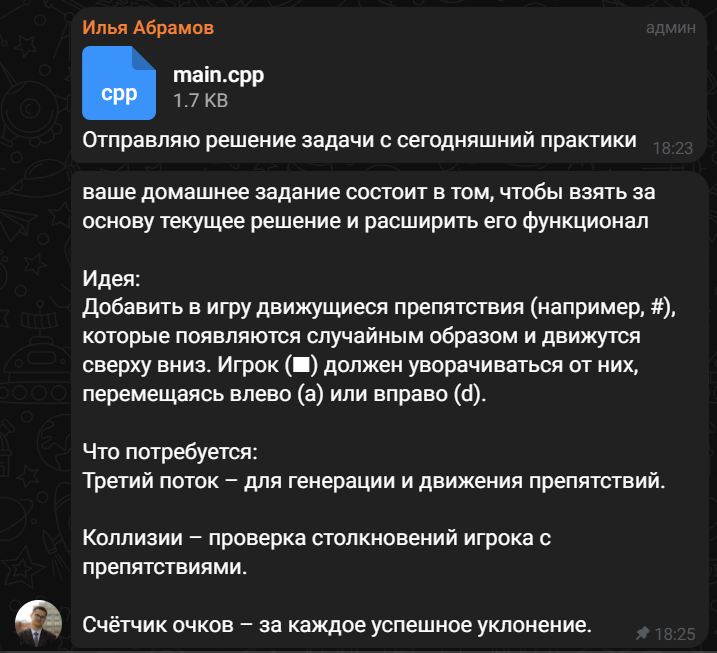 Илья Абрамов
админ
cpp
main.cpp
1.7 KB
Отправляю решение задачи с сегодняшний практики
18:23
ваше домашнее задание состоит в том, чтобы взять за
основу текущее решение и расширить его функционал
Идея:
Добавить в игру движущиеся препятствия (например, #),
которые появляются случайным образом и движутся
сверху вниз. Игрок (■) должен уворачиваться от них,
перемещаясь влево (a) или вправо (d).
Что потребуется:
Третий поток – для генерации и движения препятствий.
Коллизии – проверка столкновений игрока с
препятствиями.
Счётчик очков – за каждое успешное уклонение.
18:25